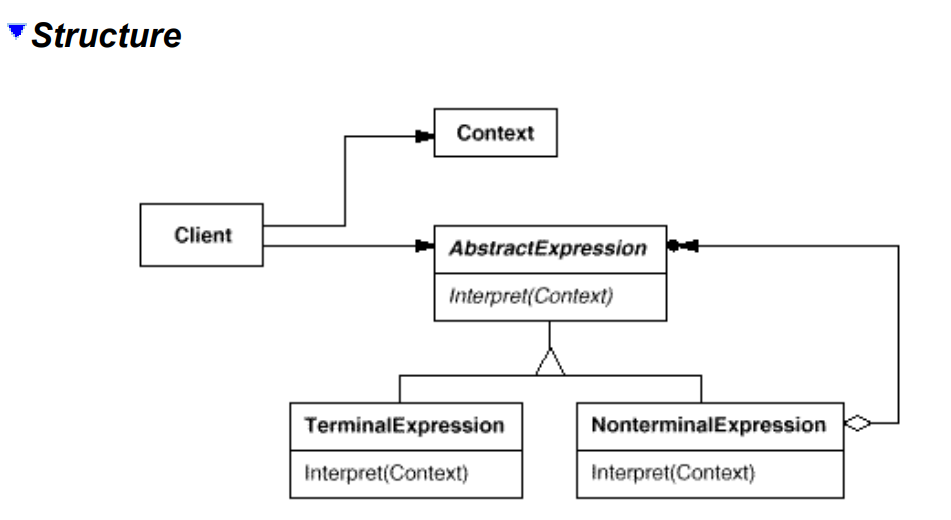 Structure
Context
Client
AbstractExpression
Interpret(Context)
TerminalExpression
NonterminalExpression
Interpret(Context)
Interpret(Context)